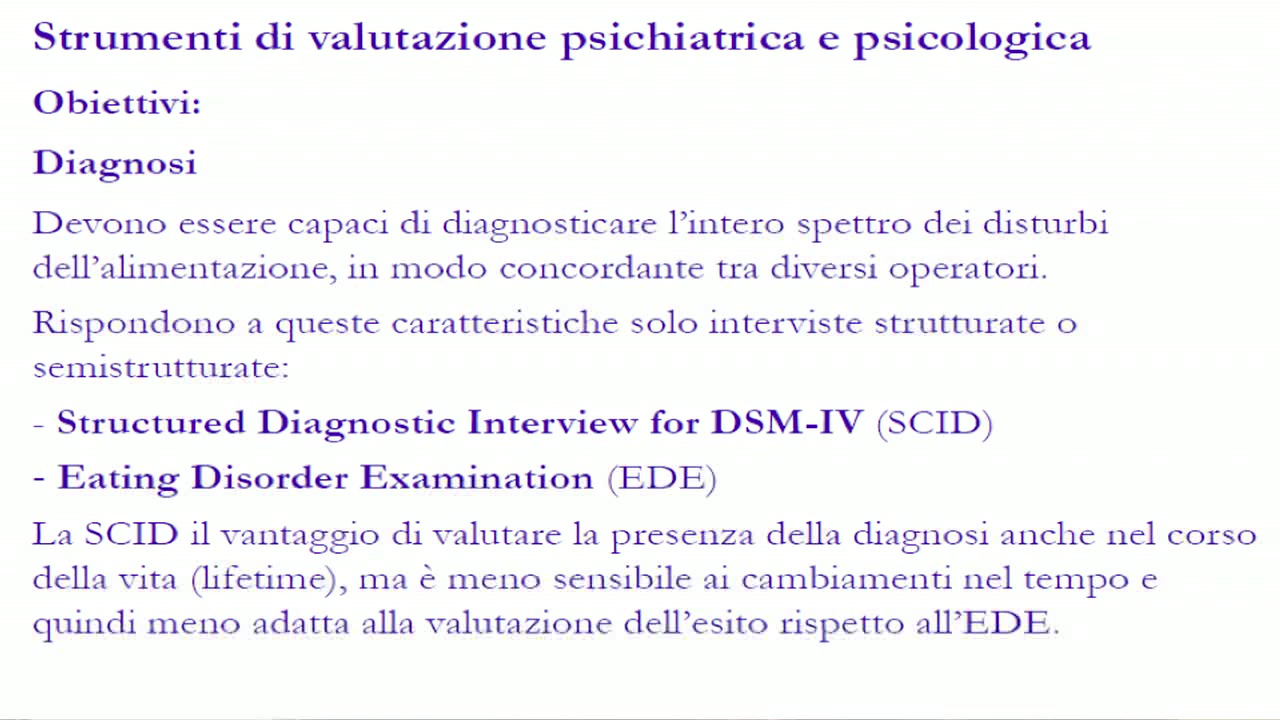 Strumenti di valutazione psichiatrica e psicologica
Obiettivi:
Diagnosi
Devono essere capaci di diagnosticare l’intero spettro dei disturbi
dell’alimentazione, in modo concordante tra diversi operatori.
Rispondono a queste caratteristiche solo interviste strutturate o
semistrutturate:
- Structured Diagnostic Interview for DSM-IV (SCID)
- Eating Disorder Examination (EDE)
La SCID il vantaggio di valutare la presenza della diagnosi anche nel corso
della vita (lifetime), ma è meno sensibile ai cambiamenti nel tempo e
quindi meno adatta alla valutazione dell’esito rispetto all’EDE.